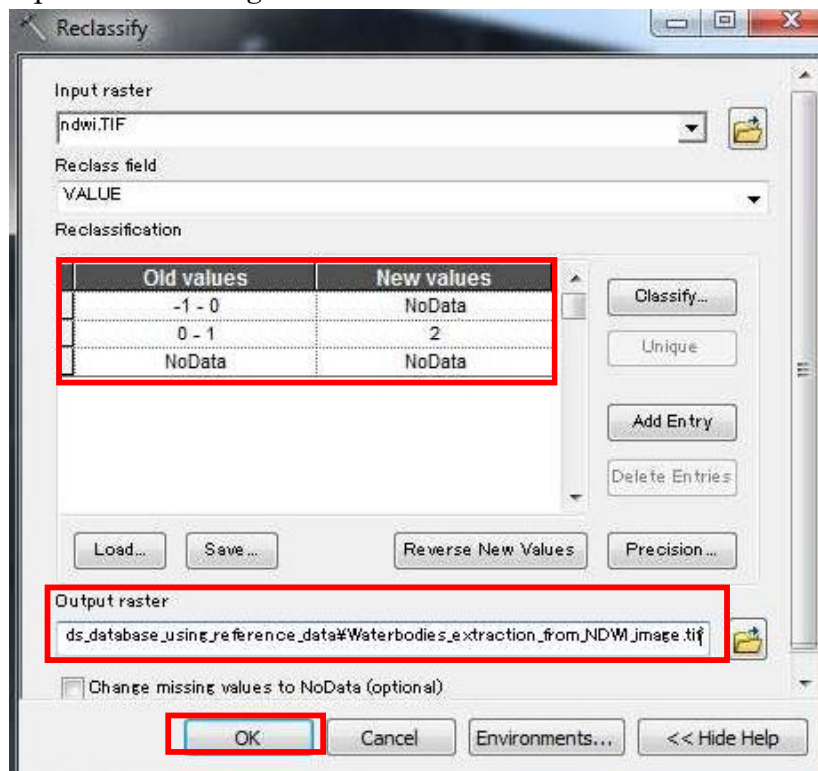 Reclassify
Input raster
ndwi.TIF
Reclass field
VALUE
Reclassification
Old values New values
-1 - 0 NoData
0 - 1 2
NoData NoData
Classify...
Unique
Add Entry
Delete Entries
Load... Save... Reverse New Values Precision...
Output raster
ds_database_using_reference_data¥Waterbodies_extraction_from_NDWI_image.tif
Change missing values to NoData (optional)
OK Cancel Environments... << Hide Help